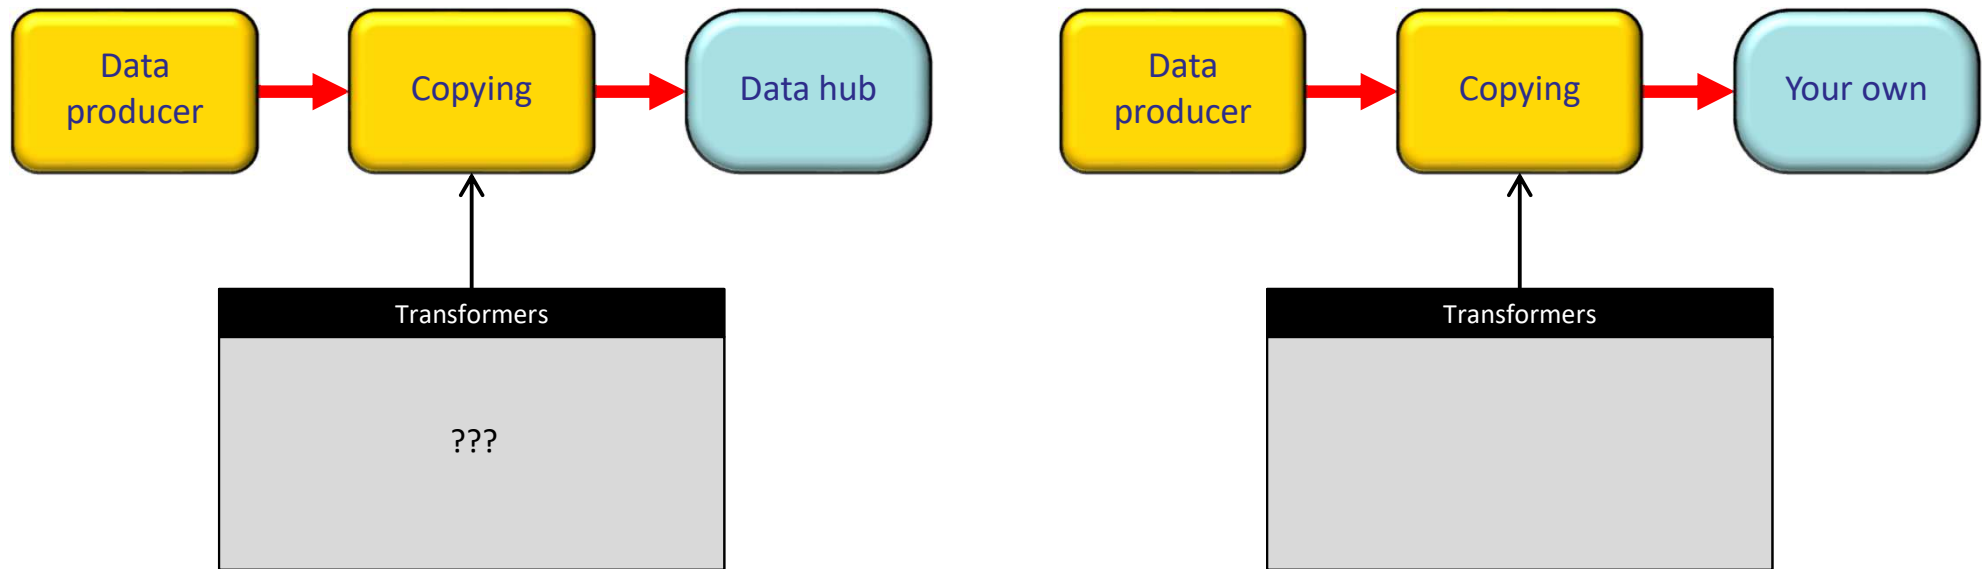 Data
producer
Copying
Data hub
Transformers
???
Data
producer
Copying
Your own
Transformers